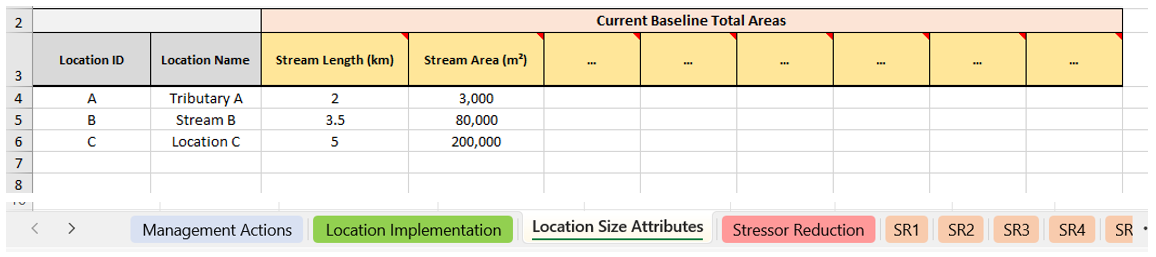 2 Current Baseline Total Areas
3 Location ID Location Name Stream Length (km) Stream Area (m²) ... ... ... ... ... ...
4 A Tributary A 2 3,000
5 B Stream B 3.5 80,000
6 C Location C 5 200,000
7
8
Management Actions Location Implementation Location Size Attributes Stressor Reduction SR1 SR2 SR3 SR4 SR